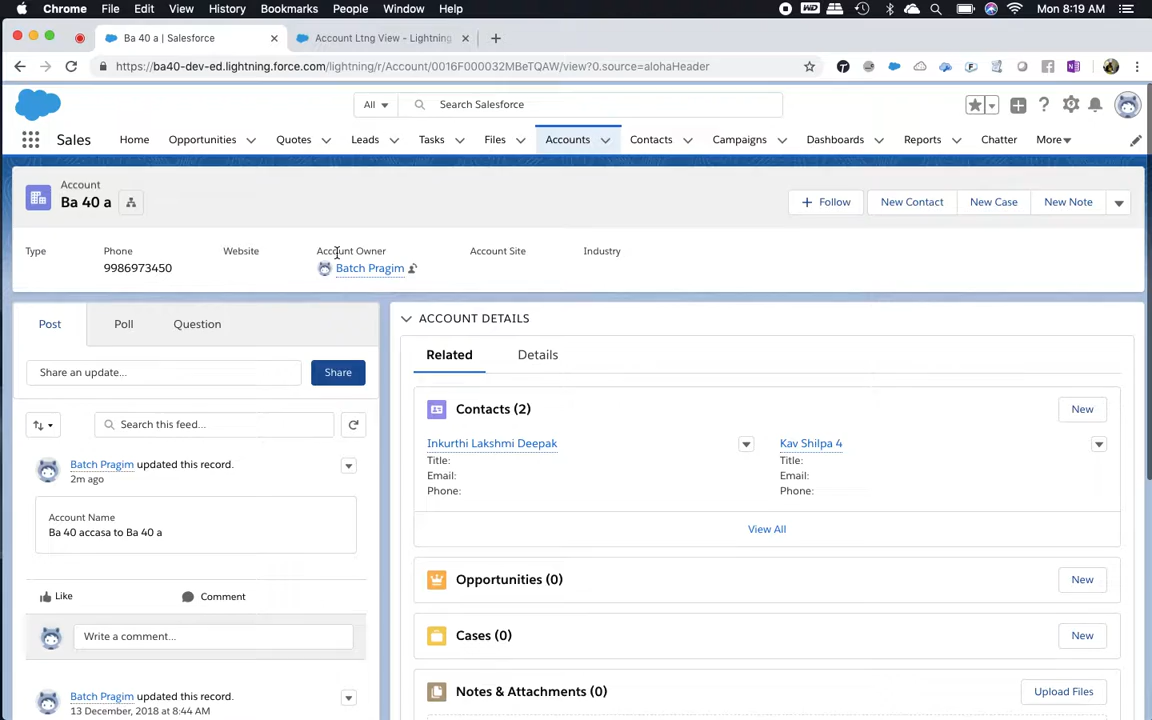 Chrome File Edit View History Bookmarks People Window Help
Mon 8:19 AM
Ba 40 a | Salesforce
Account Ltng View - Lightning
https://ba40-dev-ed.lightning.force.com/lightning/r/Account/0016F000032MBeTQAW/view?0.source=alohaHeader
All
Search Salesforce
Sales Home Opportunities Quotes Leads Tasks Files Accounts Contacts Campaigns Dashboards Reports Chatter More
Account
Ba 40 a
+ Follow
New Contact
New Case
New Note
Type Phone Website Account Owner Account Site Industry
9986973450 Batch Pragim
Post Poll Question
Share an update...
Share
Search this feed...
Batch Pragim updated this record.
2m ago
Account Name
Ba 40 accasa to Ba 40 a
Like Comment
Write a comment...
Batch Pragim updated this record.
13 December, 2018 at 8:44 AM
ACCOUNT DETAILS
Related Details
Contacts (2)
New
Inkurthi Lakshmi Deepak
Title:
Email:
Phone:
Kav Shilpa 4
Title:
Email:
Phone:
View All
Opportunities (0)
New
Cases (0)
New
Notes & Attachments (0)
Upload Files